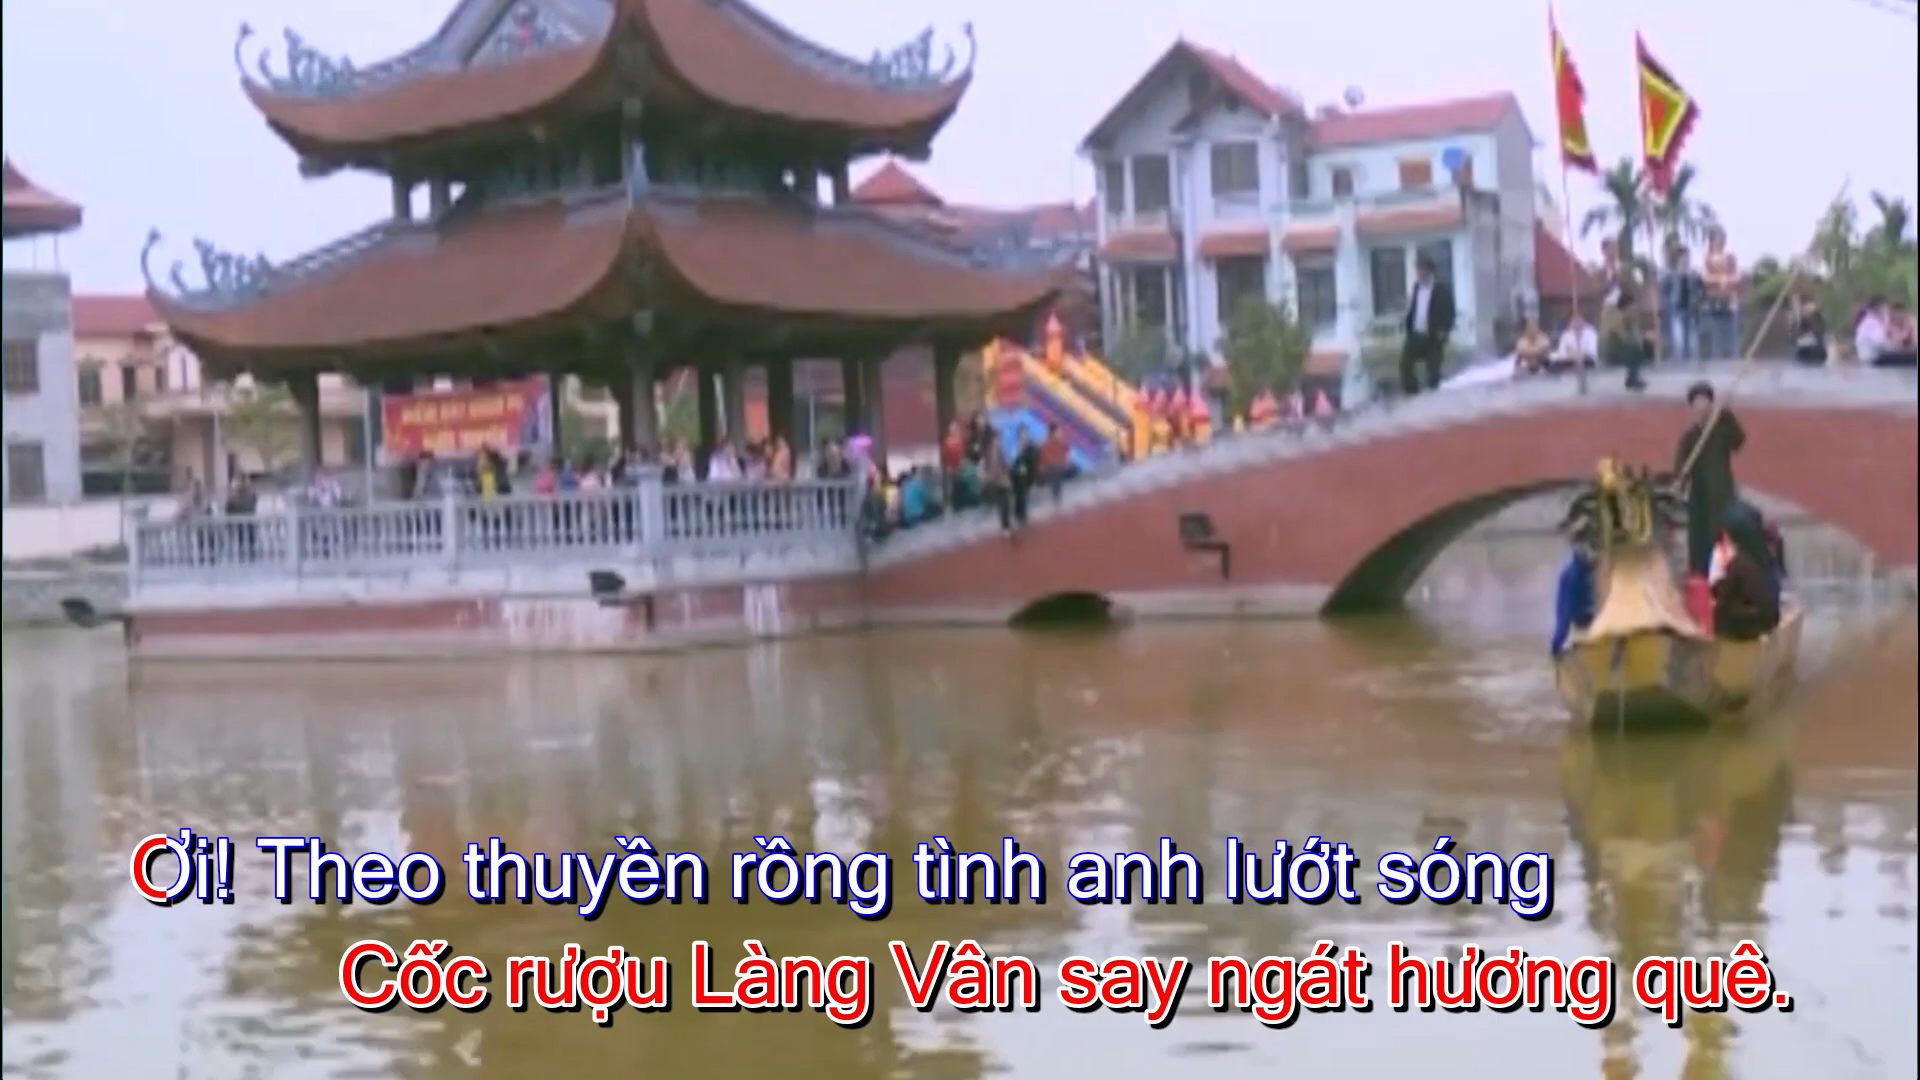 Ơi! Theo thuyền rồng tình anh lướt sóng
Cốc rượu Làng Vân say ngát hương quê.